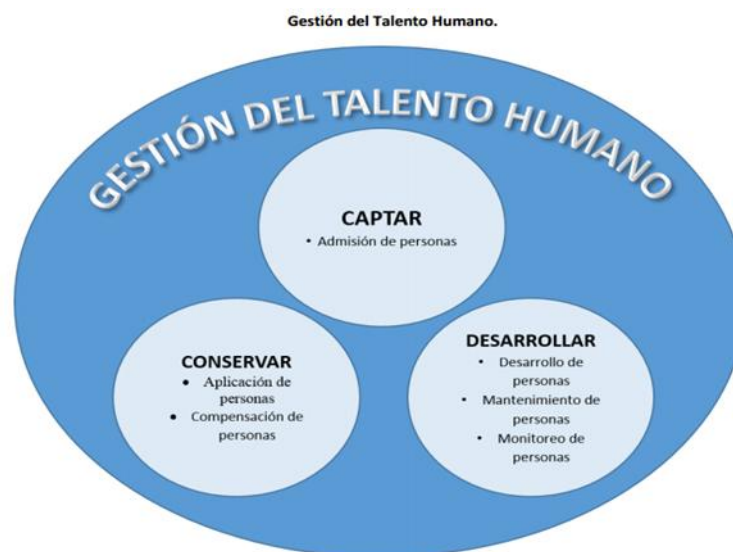 Gestión del Talento Humano.
GESTIÓN DEL TALENTO HUMANO
CAPTAR
• Admisión de personas
CONSERVAR
• Aplicación de
personas
• Compensación de
personas
DESARROLLAR
• Desarrollo de
personas
• Mantenimiento de
personas
• Monitoreo de
personas